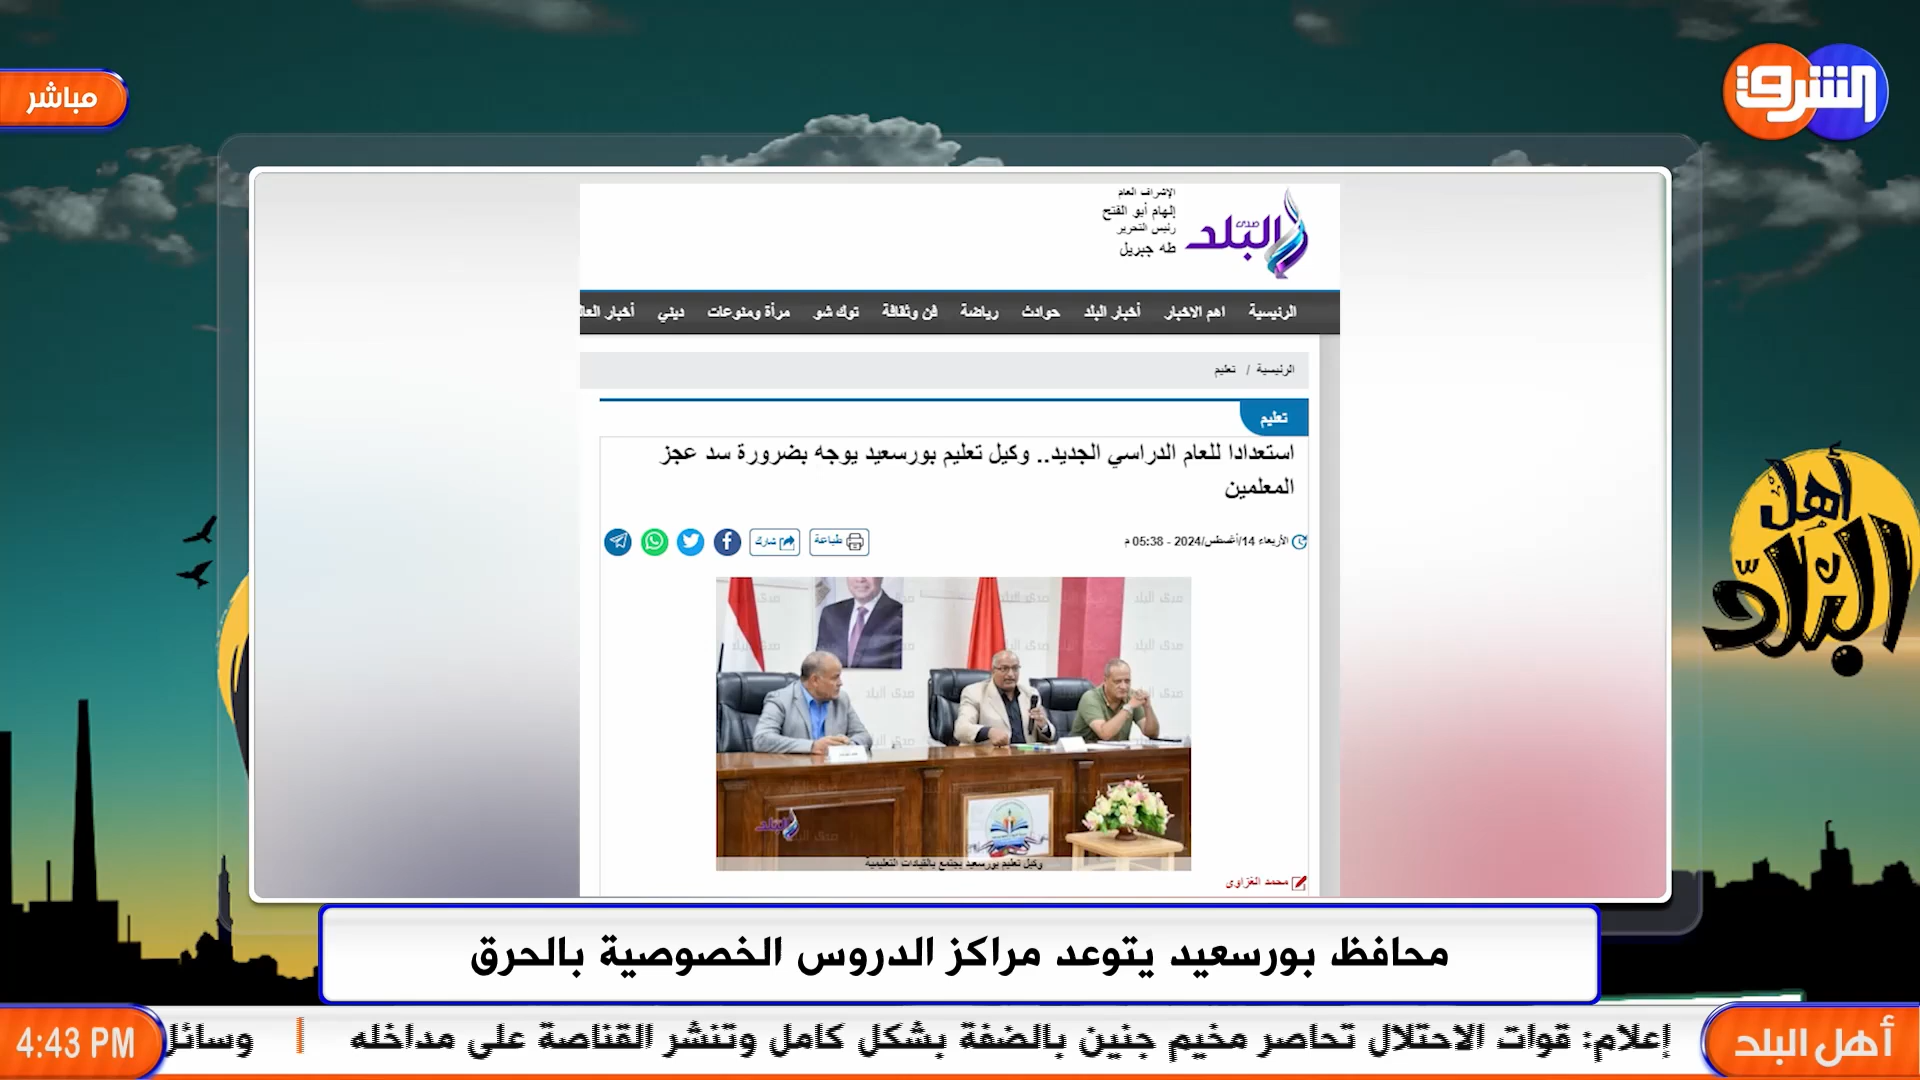 مباشر
الشرق
الإشراف العام
إلهام أبو الفتح
رئيس التحرير
طه جبريل
صدى البلد
الرئيسية اهم الاخبار أخبار البلد حوادث رياضة فن وثقافة توك شو مرأة ومنوعات ديني أخبار العا
الرئيسية / تعليم
تعليم
استعدادا للعام الدراسي الجديد.. وكيل تعليم بورسعيد يوجه بضرورة سد عجز
المعلمين
الأربعاء 14/أغسطس/2024 - 05:38 م
طباعة
شارك
صدى البلد
وكيل تعليم بورسعيد يجتمع بالقيادات التعليمية
محمد الغزاوى
أهل البلد
محافظ بورسعيد يتوعد مراكز الدروس الخصوصية بالحرق
أهل البلد
إعلام: قوات الاحتلال تحاصر مخيم جنين بالضفة بشكل كامل وتنشر القناصة على مداخله | وسائل
4:43 PM